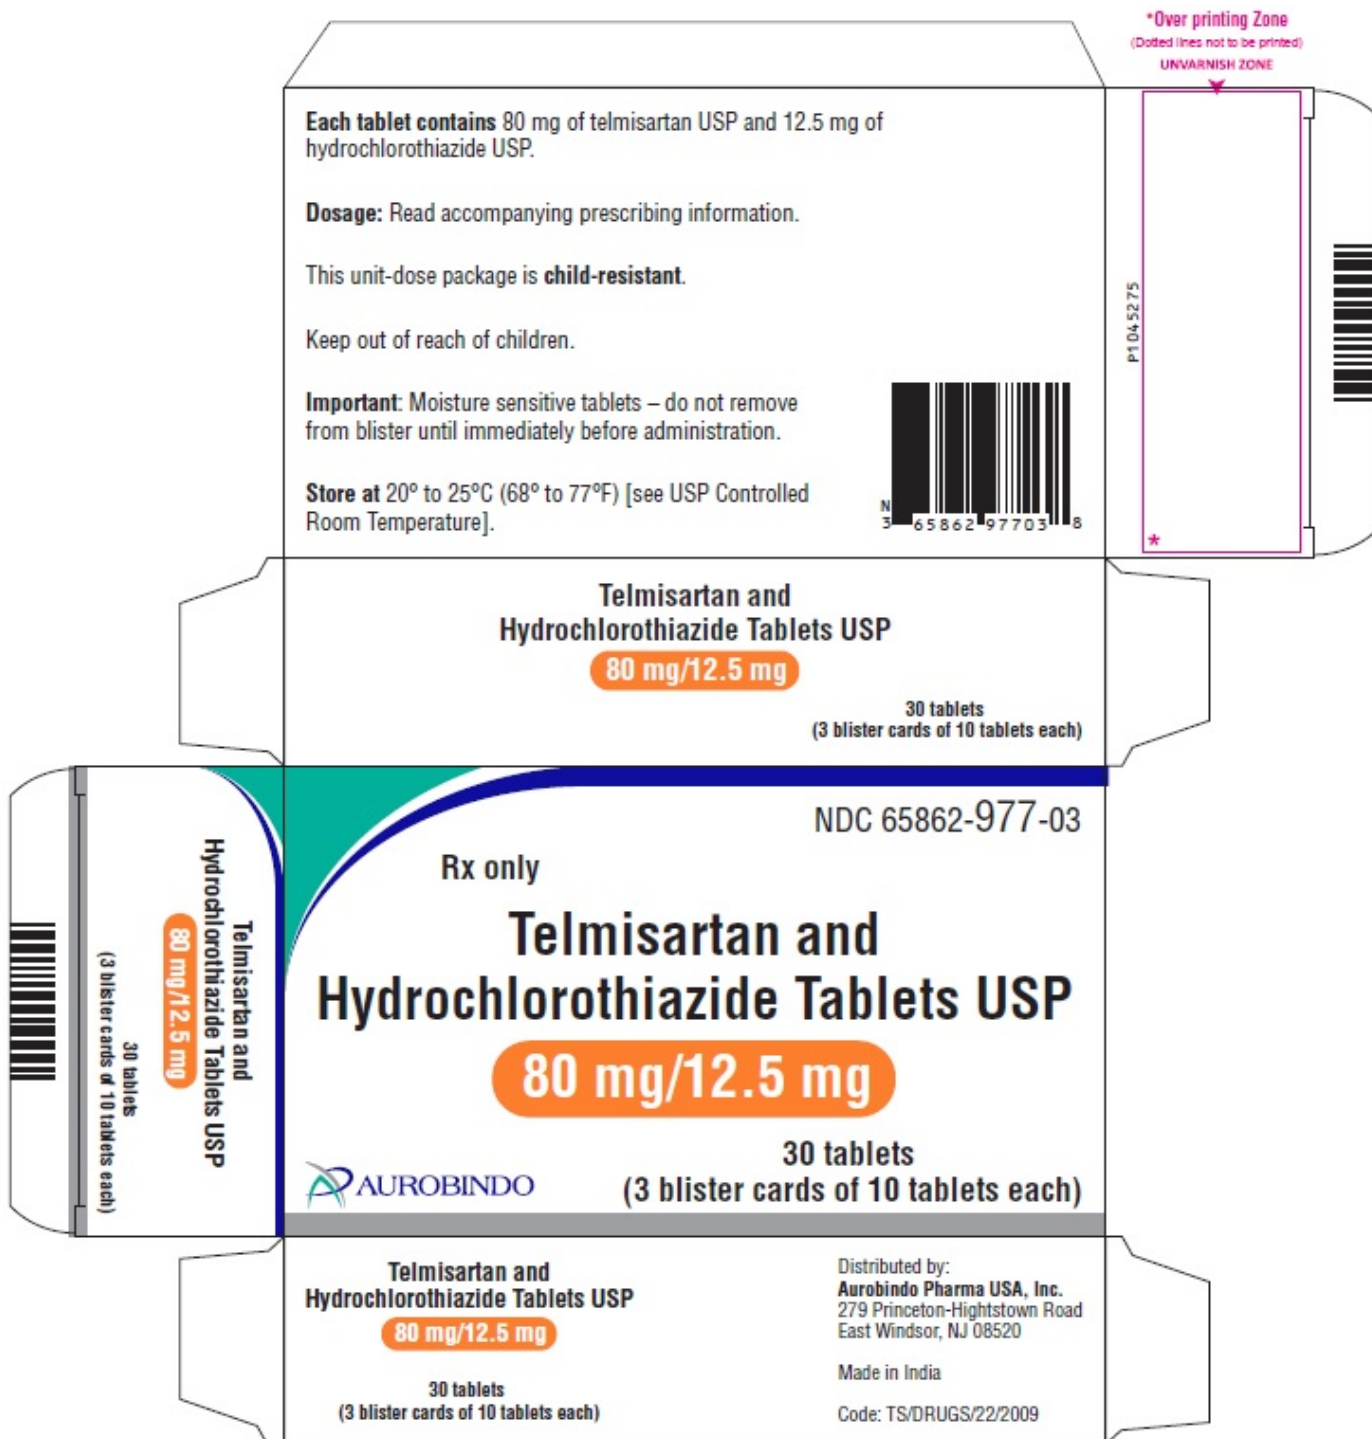 *Over printing Zone
(Dotted lines not to be printed)
UNVARNISH ZONE
Each tablet contains 80 mg of telmisartan USP and 12.5 mg of
hydrochlorothiazide USP.
Dosage: Read accompanying prescribing information.
This unit-dose package is child-resistant.
Keep out of reach of children.
Important: Moisture sensitive tablets – do not remove
from blister until immediately before administration.
Store at 20º to 25ºC (68º to 77ºF) [see USP Controlled
Room Temperature].
N
3 65862 97703 8
P1045275
*
Telmisartan and
Hydrochlorothiazide Tablets USP
80 mg/12.5 mg
30 tablets
(3 blister cards of 10 tablets each)
Telmisartan and
Hydrochlorothiazide Tablets USP
80 mg/12.5 mg
30 tablets
(3 blister cards of 10 tablets each)
NDC 65862-977-03
Rx only
Telmisartan and
Hydrochlorothiazide Tablets USP
80 mg/12.5 mg
30 tablets
(3 blister cards of 10 tablets each)
AUROBINDO
Telmisartan and
Hydrochlorothiazide Tablets USP
80 mg/12.5 mg
30 tablets
(3 blister cards of 10 tablets each)
Distributed by:
Aurobindo Pharma USA, Inc.
279 Princeton-Hightstown Road
East Windsor, NJ 08520
Made in India
Code: TS/DRUGS/22/2009